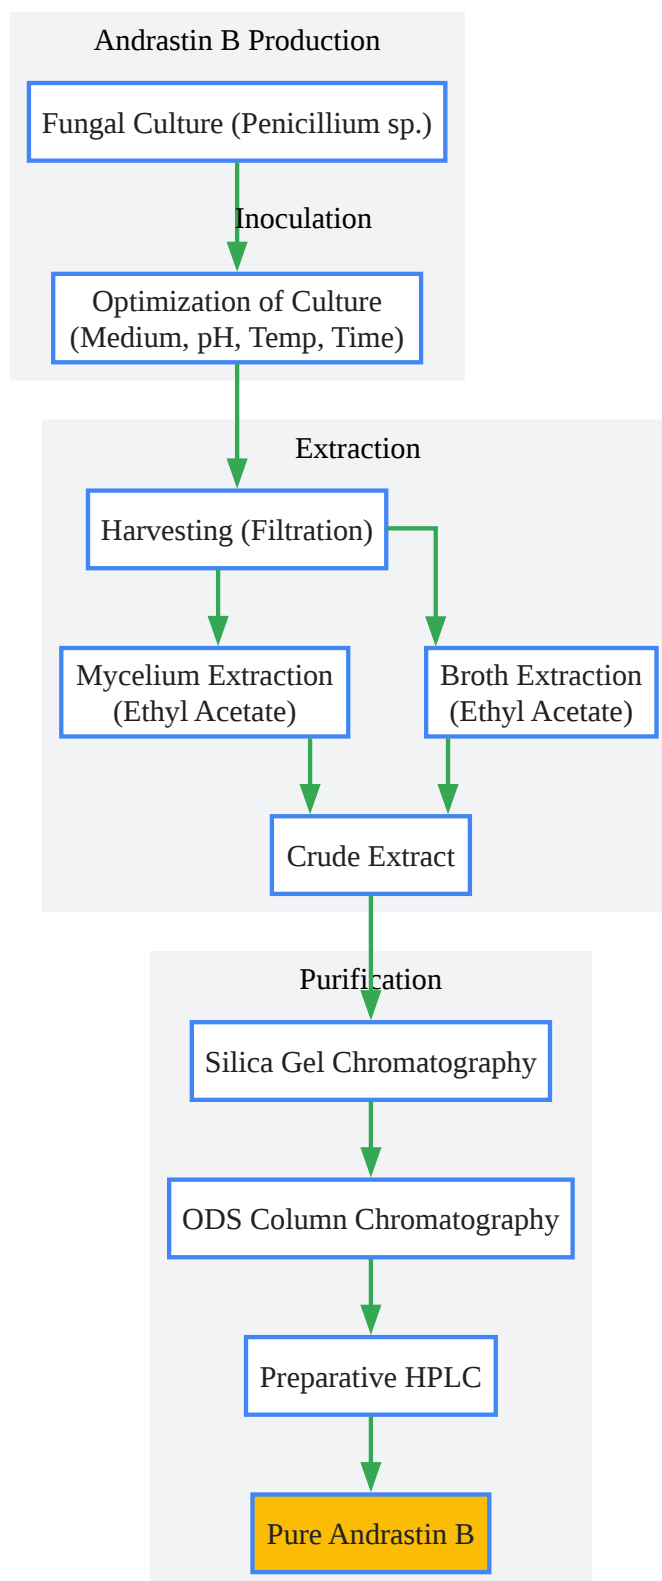 Andrastin B Production
Fungal Culture (Penicillium sp.)
Inoculation
Optimization of Culture
(Medium, pH, Temp, Time)
Extraction
Harvesting (Filtration)
Mycelium Extraction
(Ethyl Acetate)
Broth Extraction
(Ethyl Acetate)
Crude Extract
Purification
Silica Gel Chromatography
ODS Column Chromatography
Preparative HPLC
Pure Andrastin B